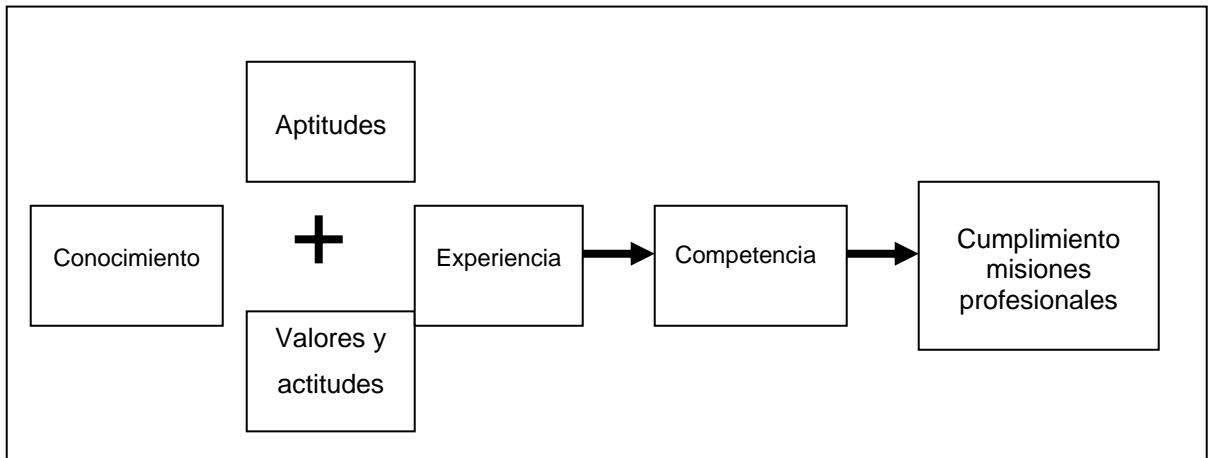 Aptitudes
Conocimiento
+
Experiencia
Competencia
Cumplimiento
misiones
profesionales
Valores y
actitudes